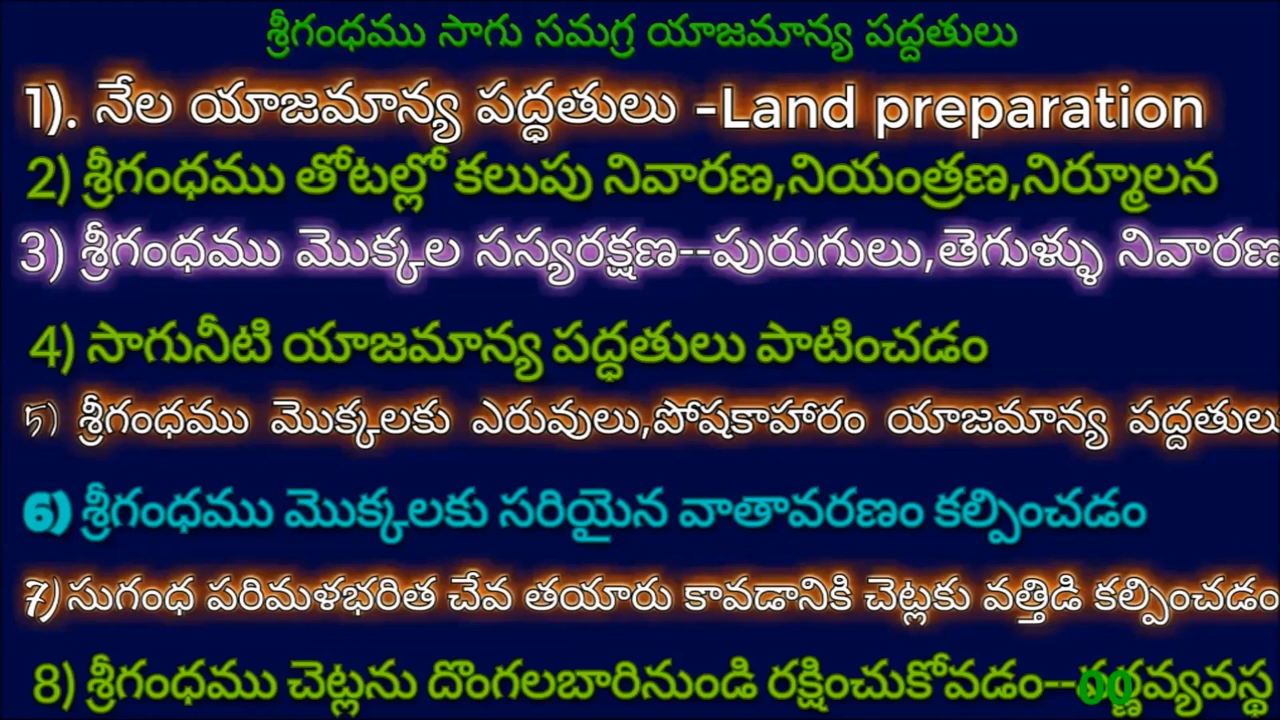 శ్రీగంధము సాగు సమగ్ర యాజమాన్య పద్దతులు
1). నేల యాజమాన్య పద్ధతులు -Land preparation
2) శ్రీగంధము తోటల్లో కలుపు నివారణ,నియంత్రణ,నిర్మూలన
3) శ్రీగంధము మొక్కల సస్యరక్షణ--పురుగులు,తెగుళ్ళు నివారణ
4) సాగునీటి యాజమాన్య పద్ధతులు పాటించడం
5) శ్రీగంధము మొక్కలకు ఎరువులు,పోషకాహారం యాజమాన్య పద్దతులు
6) శ్రీగంధము మొక్కలకు సరియైన వాతావరణం కల్పించడం
7) సుగంధ పరిమళభరిత చేవ తయారు కావడానికి చెట్లకు వత్తిడి కల్పించడం
8) శ్రీగంధము చెట్లను దొంగలబారినుండి రక్షించుకోవడం--
00